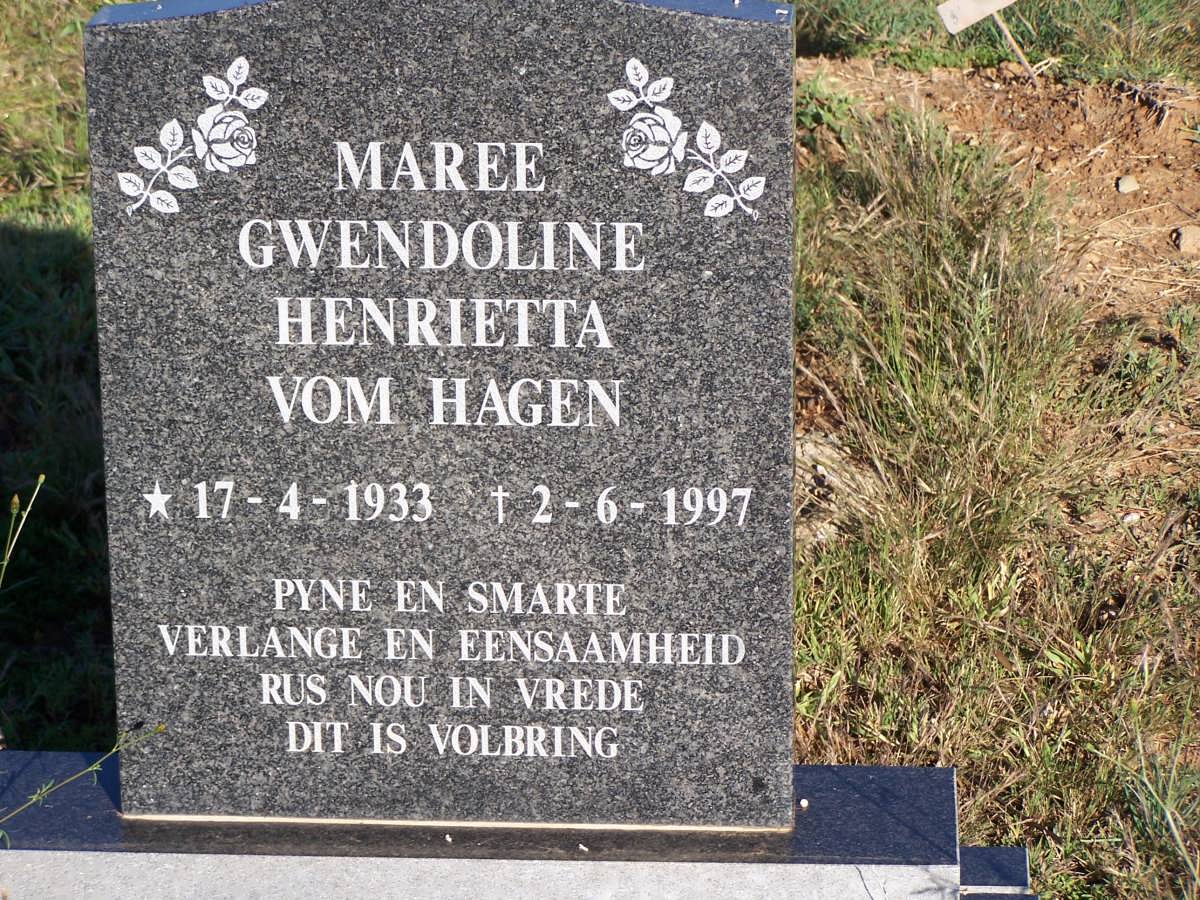 MAREE
GWENDOLINE
HENRIETTA
VOM HAGEN
★ 17 - 4 - 1933 † 2 - 6 - 1997
PYNE EN SMARTE
VERLANGE EN EENSAAMHEID
RUS NOU IN VREDE
DIT IS VOLBRING